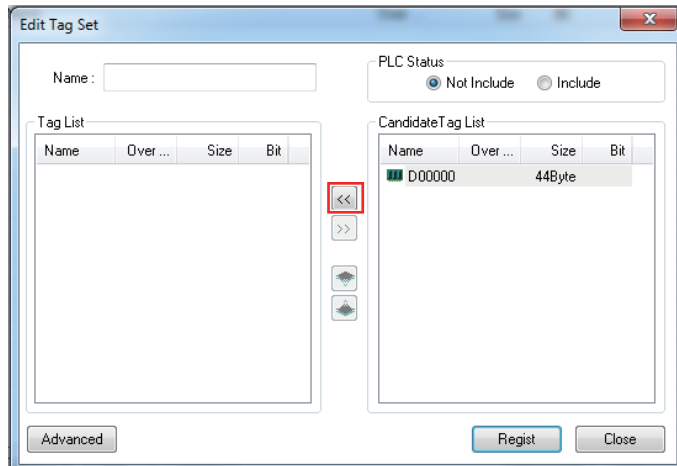 Edit Tag Set
Name :
PLC Status
Not Include Include
Tag List
Name Over ... Size Bit
<<
>>
CandidateTag List
Name Over ... Size Bit
D00000 44Byte
Advanced
Regist Close